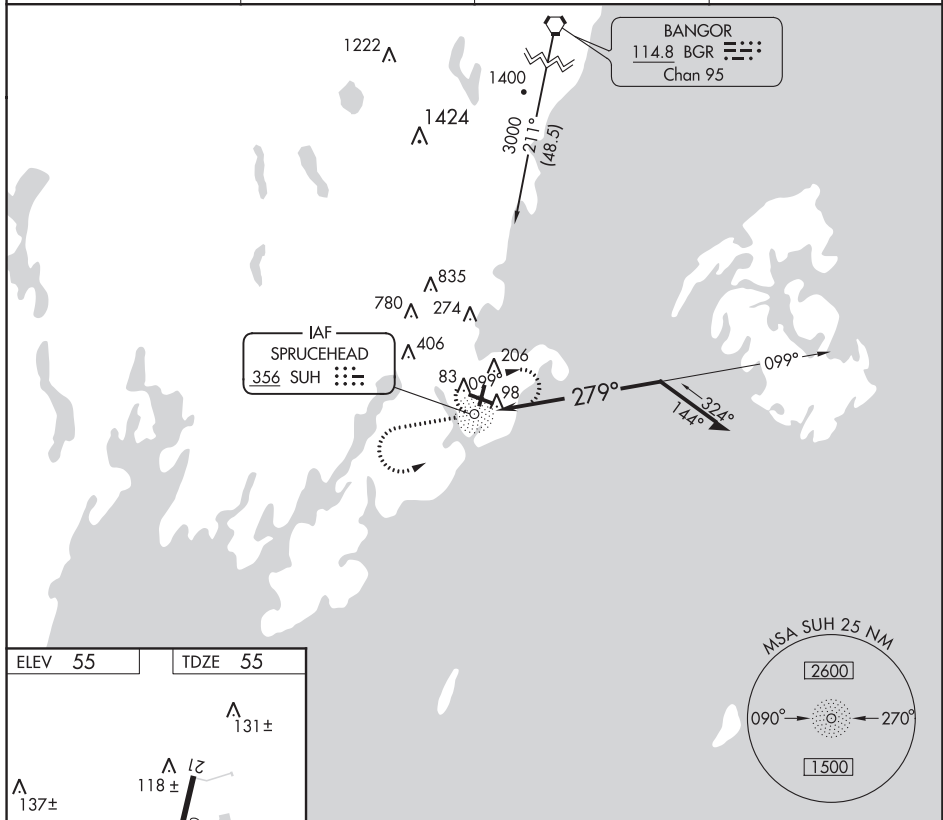 BANGOR
114.8 BGR
Chan 95
1222
1400
1424
3000
211°
(48.5)
835
780
274
406
IAF
SPRUCEHEAD
356 SUH
206
83
099°
98
279°
099°
324°
144°
MSA SUH 25 NM
2600
090°
270°
1500
ELEV 55
TDZE 55
131±
21
118±
137±